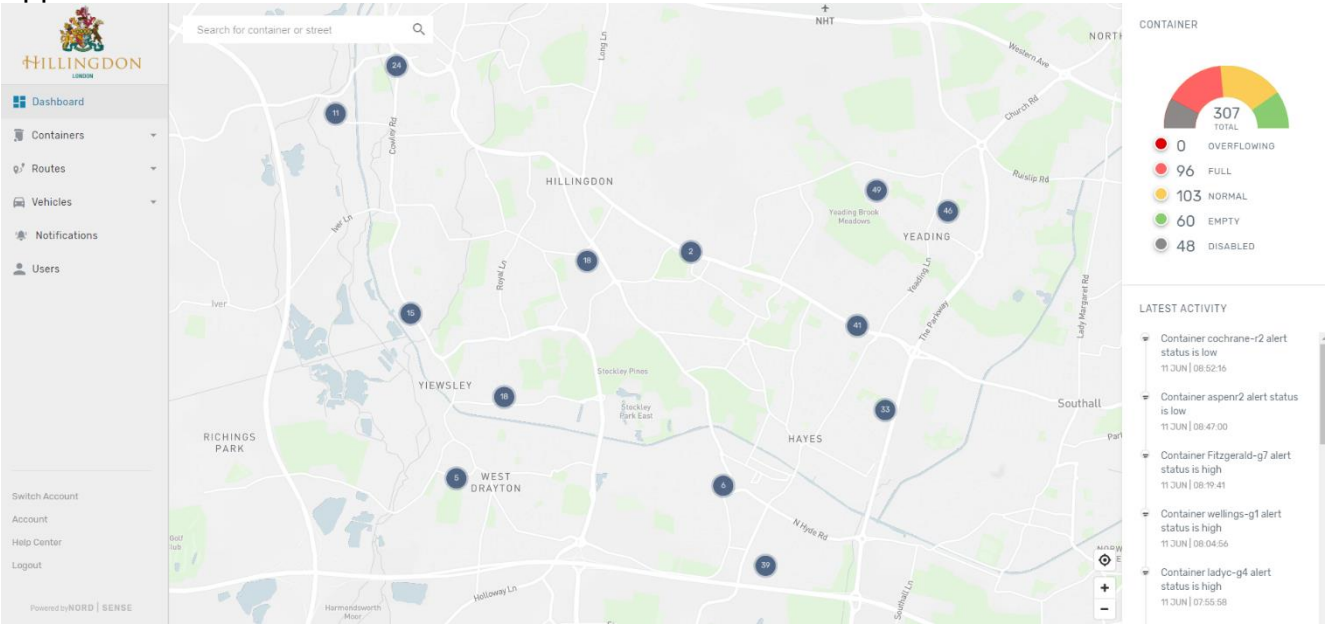 HILLINGDON
LONDON
Dashboard
Containers
Routes
Vehicles
Notifications
Users
Switch Account
Account
Help Center
Logout
Powered by NORD | SENSE
Search for container or street
NHT
Long Ln
Western Ave
Church Rd
24
11
Cowley Rd
HILLINGDON
49
Ruislip Rd
Yeading Brook
Meadows
46
YEADING
Iver Ln
2
18
Royal Ln
Yeading Ln
Lady Margaret Rd
Iver
15
41
The Parkway
Stockley Pines
YIEWSLEY
18
Stockley
Park East
33
Southall
RICHINGS
PARK
HAYES
5
WEST
DRAYTON
6
N Hyde Rd
39
Holloway Ln
Harmondsworth
Moor
Southall Ln
+
−
CONTAINER
307
TOTAL
0 OVERFLOWING
96 FULL
103 NORMAL
60 EMPTY
48 DISABLED
LATEST ACTIVITY
Container cochrane-r2 alert
status is low
11 JUN | 08:52:16
Container aspenr2 alert status
is low
11 JUN | 08:47:00
Container Fitzgerald-g7 alert
status is high
11 JUN | 08:19:41
Container wellings-g1 alert
status is high
11 JUN | 08:04:56
Container ladyc-g4 alert
status is high
11 JUN | 07:55:58